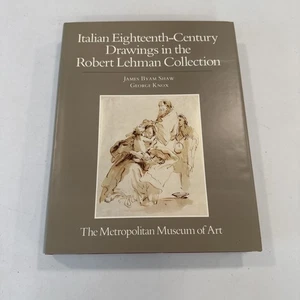 Italian Eighteenth-Century
Drawings in the
Robert Lehman Collection
James Byam Shaw
George Knox
The Metropolitan Museum of Art